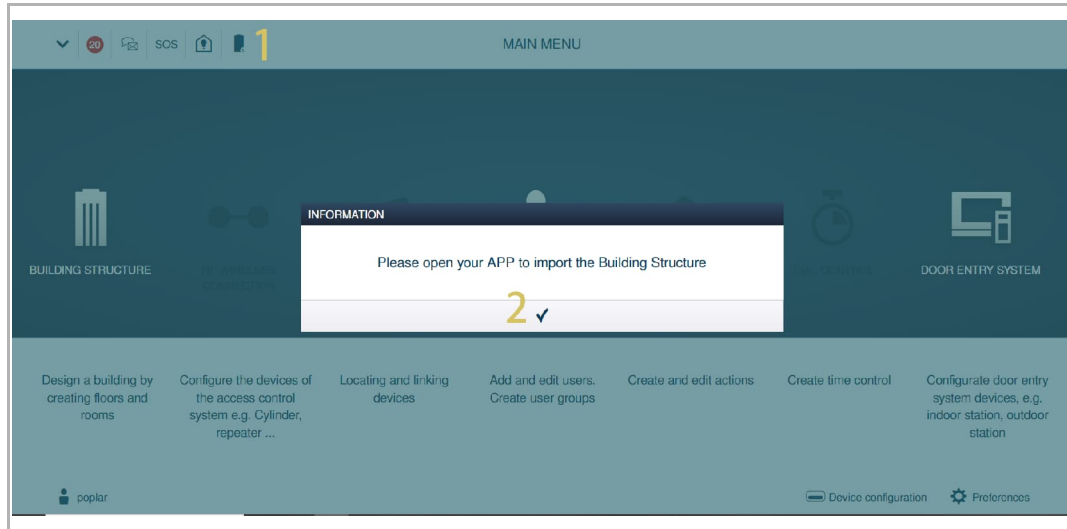 20 SOS 1 MAIN MENU
INFORMATION
Please open your APP to import the Building Structure
2
BUILDING STRUCTURE
DOOR ENTRY SYSTEM
Design a building by
creating floors and
rooms
Configure the devices of
the access control
system e.g. Cylinder,
repeater ...
Locating and linking
devices
Add and edit users.
Create user groups
Create and edit actions
Create time control
Configurate door entry
system devices, e.g.
indoor station, outdoor
station
poplar
Device configuration
Preferences